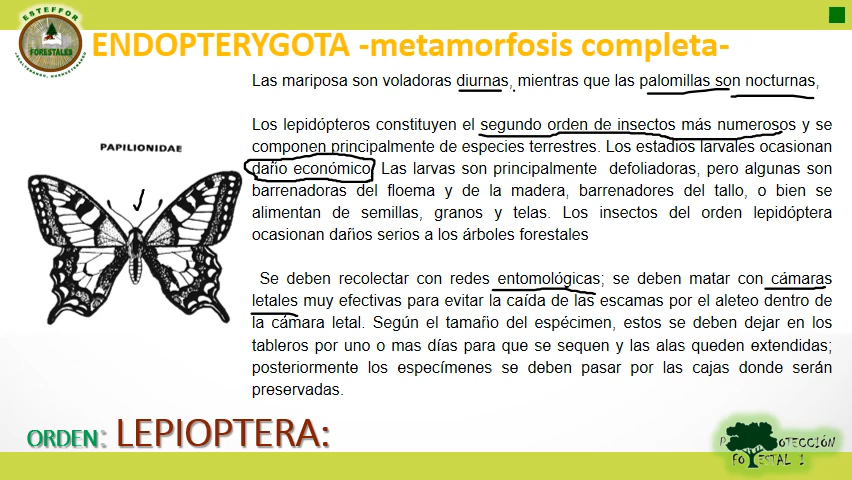 ESTEFFOR
FORESTALES
ENDOPTERYGOTA -metamorfosis completa-
Las mariposa son voladoras diurnas, mientras que las palomillas son nocturnas,
Los lepidópteros constituyen el segundo orden de insectos más numerosos y se
componen principalmente de especies terrestres. Los estadios larvales ocasionan
daño económico. Las larvas son principalmente defoliadoras, pero algunas son
barrenadoras del floema y de la madera, barrenadores del tallo, o bien se
alimentan de semillas, granos y telas. Los insectos del orden lepidóptera
ocasionan daños serios a los árboles forestales
PAPILIONIDAE
Se deben recolectar con redes entomológicas; se deben matar con cámaras
letales muy efectivas para evitar la caída de las escamas por el aleteo dentro de
la cámara letal. Según el tamaño del espécimen, estos se deben dejar en los
tableros por uno o mas días para que se sequen y las alas queden extendidas;
posteriormente los especímenes se deben pasar por las cajas donde serán
preservadas.
ORDEN: LEPIOPTERA:
P OTECCIÓN
FO ESTAL 1